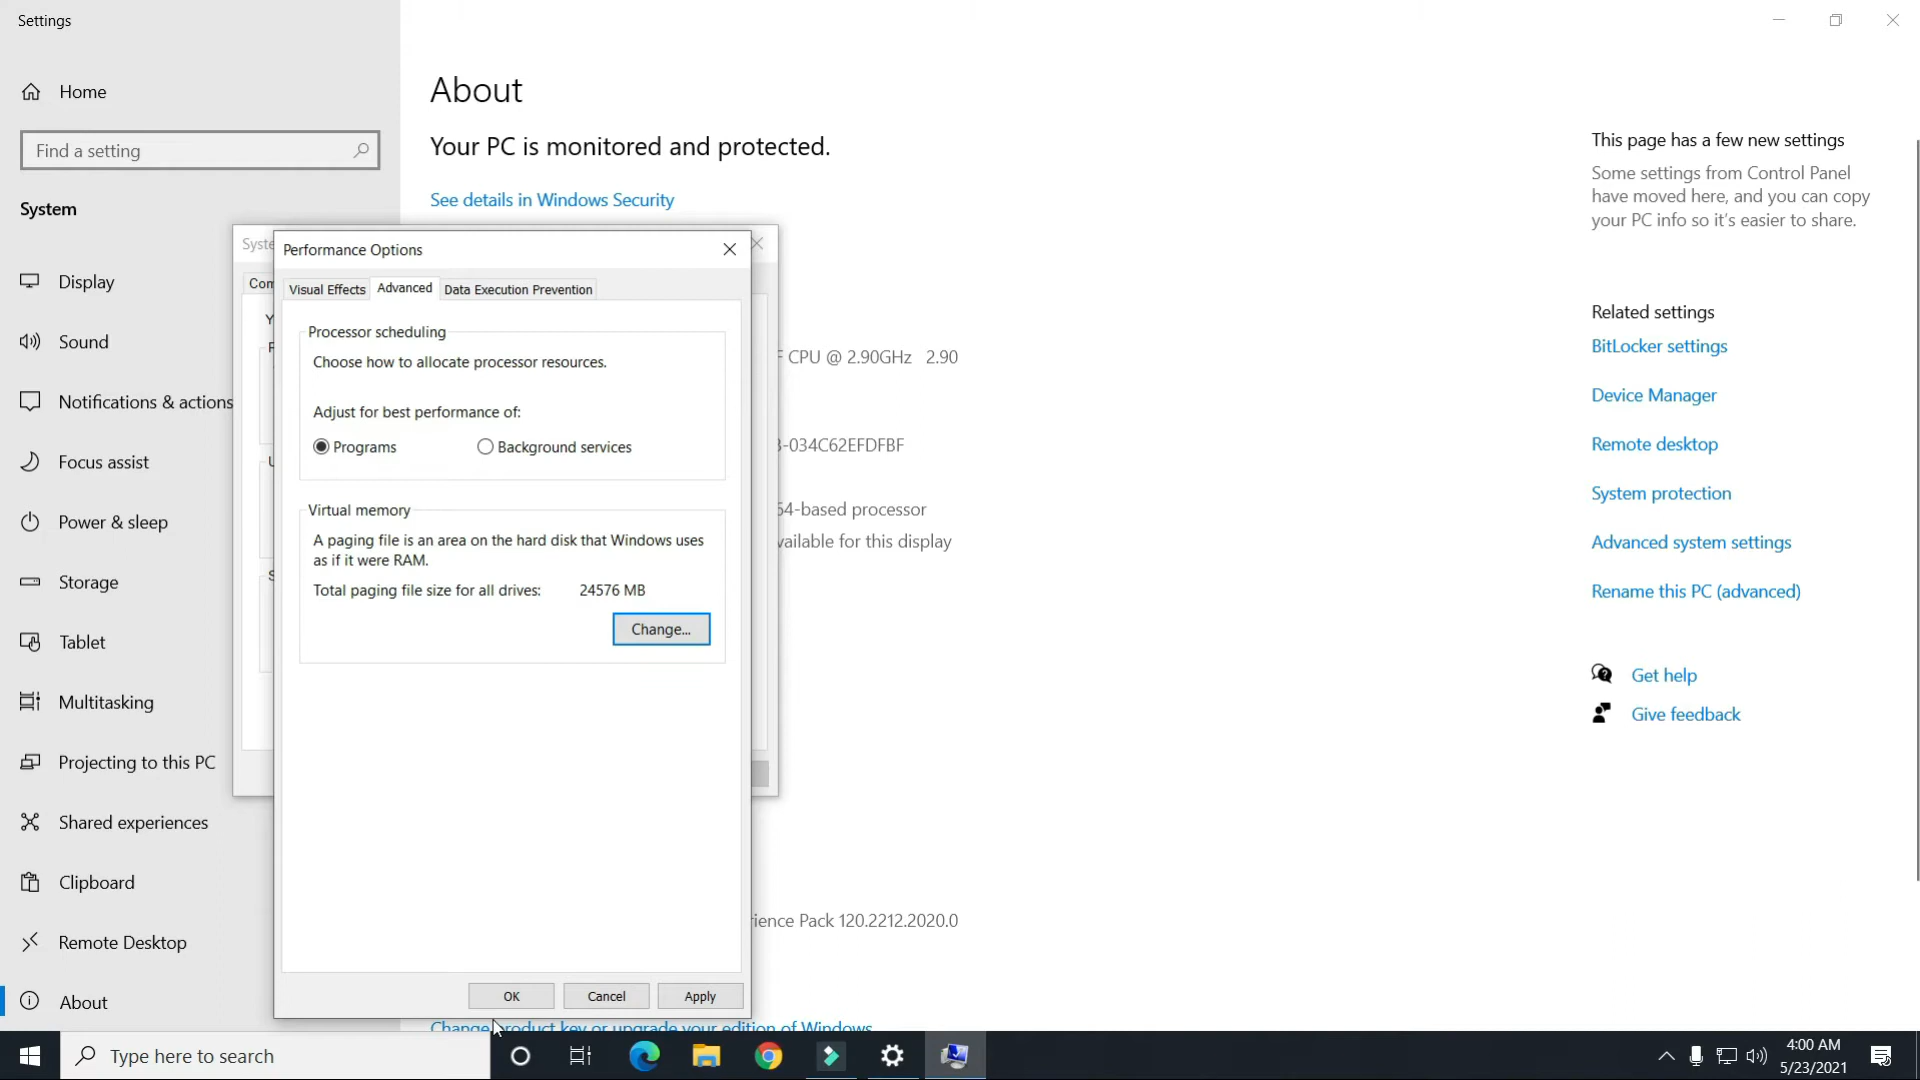 Settings
Home
Find a setting
System
Display
Sound
Notifications & actions
Focus assist
Power & sleep
Storage
Tablet
Multitasking
Projecting to this PC
Shared experiences
Clipboard
Remote Desktop
About
About
Your PC is monitored and protected.
See details in Windows Security
Syste
Com
Performance Options
Visual Effects
Advanced
Data Execution Prevention
Processor scheduling
Choose how to allocate processor resources.
Adjust for best performance of:
Programs
Background services
Virtual memory
A paging file is an area on the hard disk that Windows uses
as if it were RAM.
Total paging file size for all drives: 24576 MB
Change...
OK
Cancel
Apply
F CPU @ 2.90GHz 2.90
-034C62EFDFBF
64-based processor
vailable for this display
rience Pack 120.2212.2020.0
Change product key or upgrade your edition of Windows
This page has a few new settings
Some settings from Control Panel
have moved here, and you can copy
your PC info so it's easier to share.
Related settings
BitLocker settings
Device Manager
Remote desktop
System protection
Advanced system settings
Rename this PC (advanced)
Get help
Give feedback
Type here to search
4:00 AM
5/23/2021